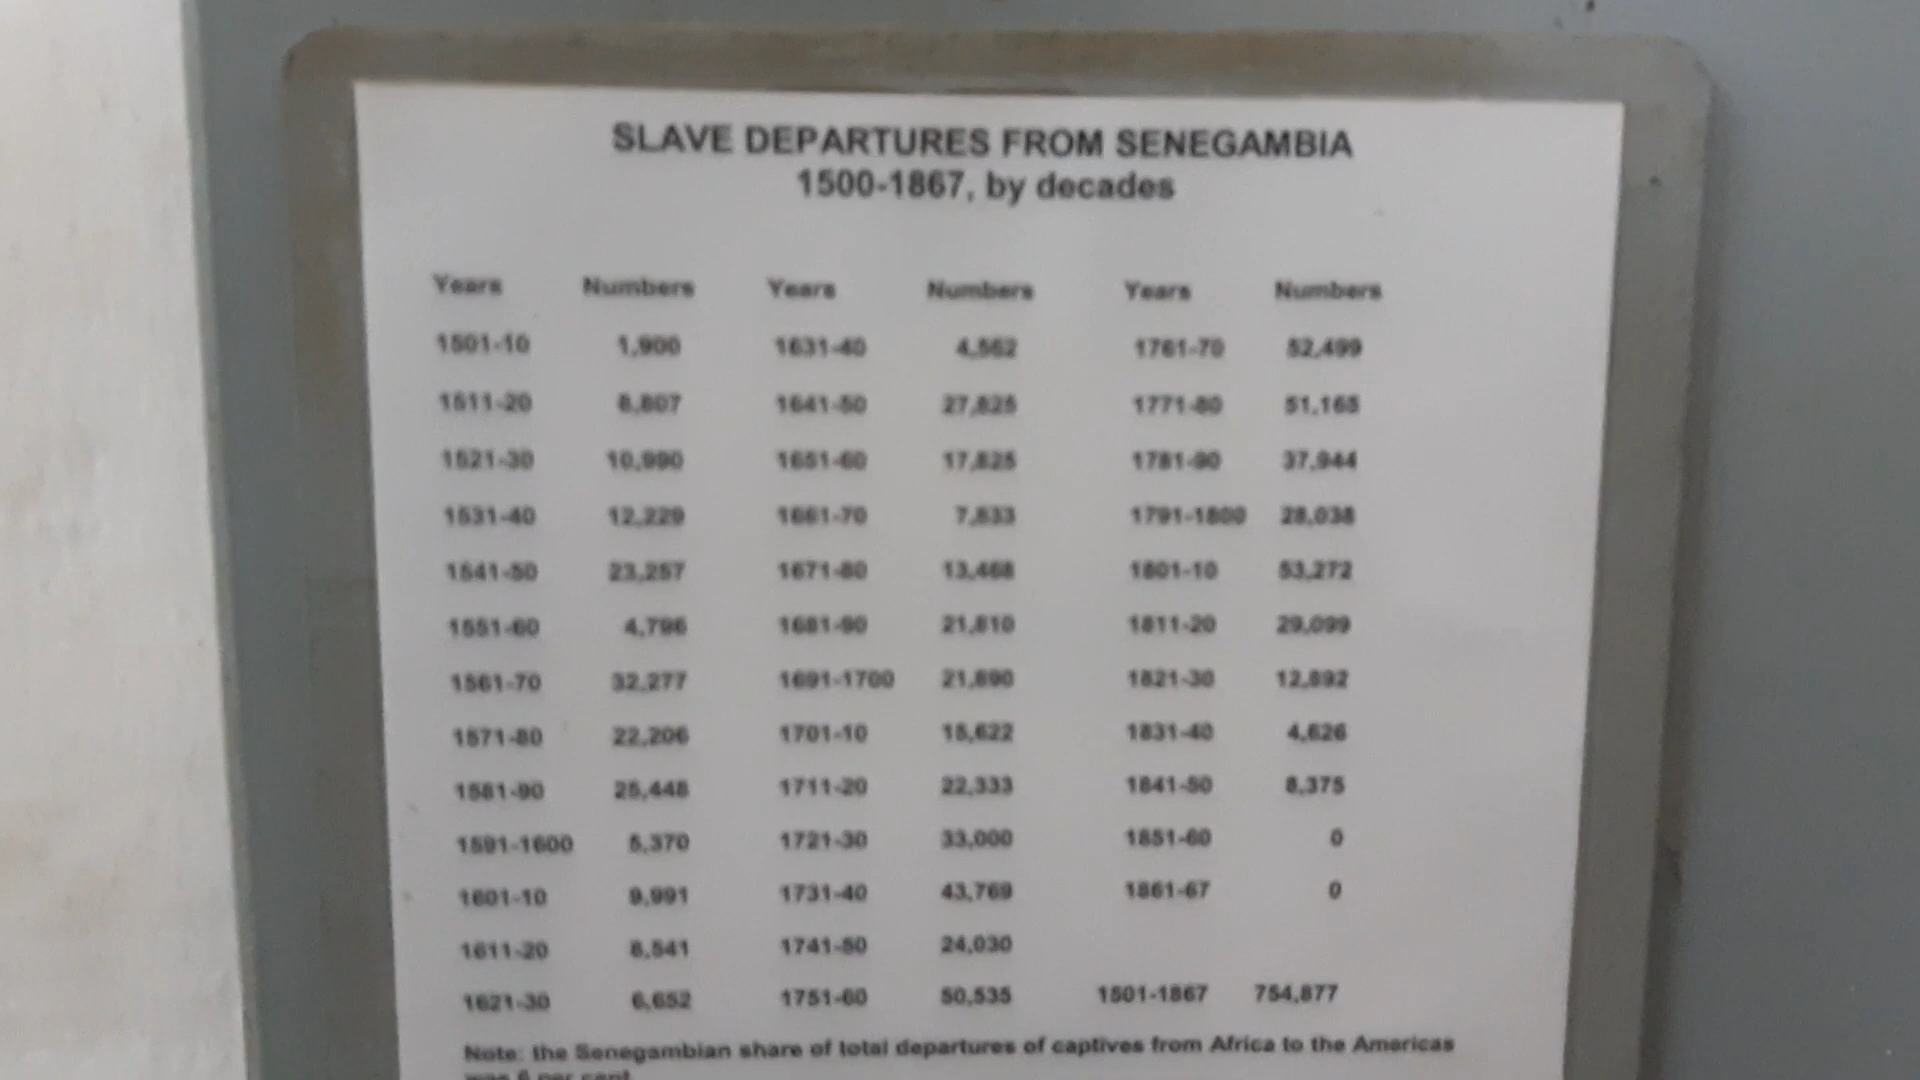 SLAVE DEPARTURES FROM SENEGAMBIA
1500-1867, by decades
Years Numbers Years Numbers Years Numbers
1501-10 1,900 1631-40 4,562 1761-70 52,499
1511-20 1641-50 1771-80 51,165
1521-30 10,990 1651-60 1781-90 37,944
1531-40 12,229 1661-70 1791-1800 28,038
1541-50 23,257 1671-80 13,468 1801-10 53,272
1551-60 4,796 1681-90 21,810 1811-20 29,099
1561-70 32,277 1691-1700 21,890 1821-30 12,892
1571-80 22,206 1701-10 15,622 1831-40 4,626
1581-90 25,448 1711-20 22,333 1841-50 8,375
1591-1600 5,370 1721-30 33,000 1851-60 0
1601-10 9,991 1731-40 43,769 1861-67 0
1611-20 8,541 1741-50 24,030
1621-30 6,652 1751-60 50,535 1501-1867 754,877
Note: the Senegambian share of total departures of captives from Africa to the Americas
was 6 per cent